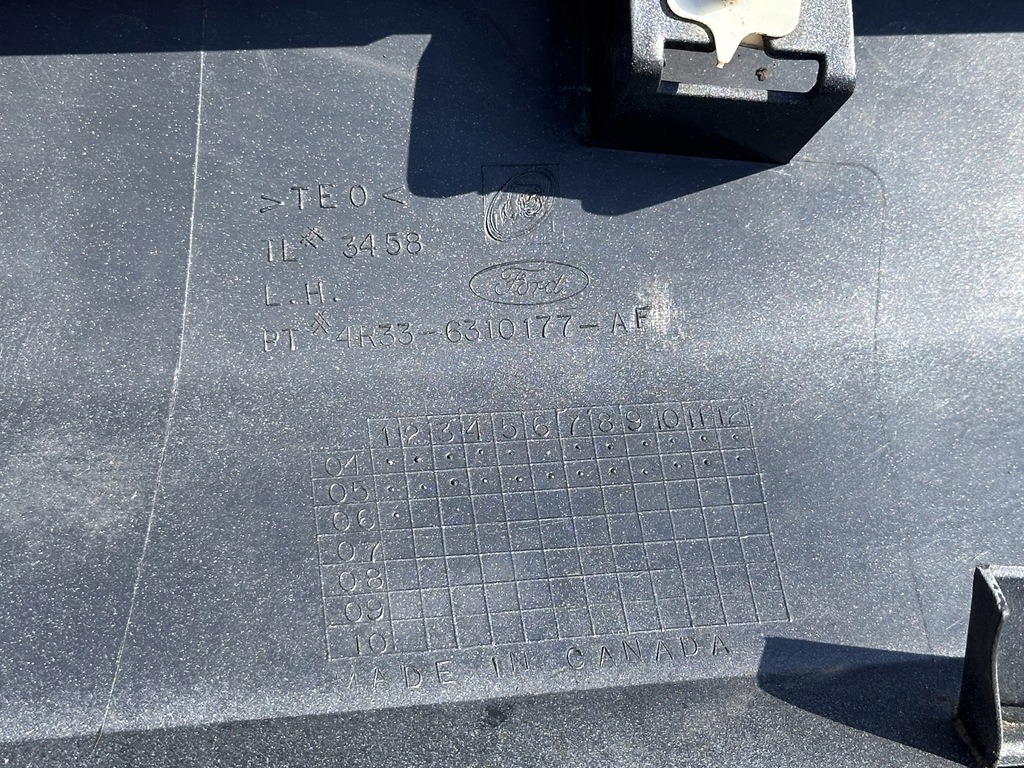 >TEO<
TL# 3458
L.H.
Ford
PT# 4R33-6310177-AF
1 2 3 4 5 6 7 8 9 10 11 12
04
05
06
07
08
09
10
MADE IN CANADA